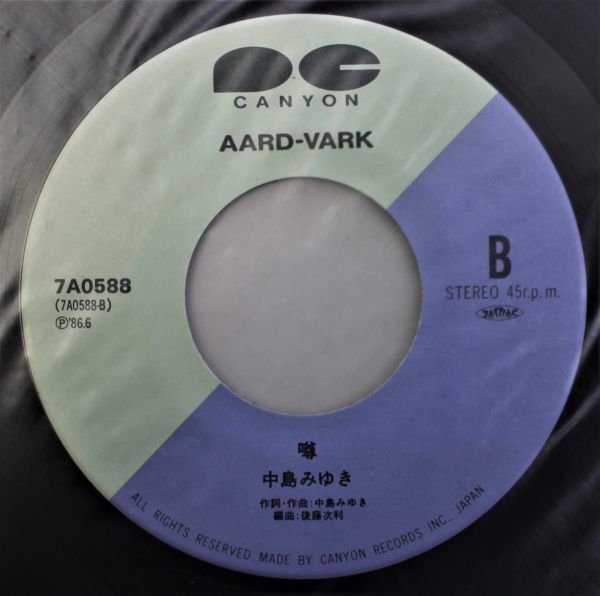 CANYON
AARD-VARK
7A0588
(7A0588-B)
Ⓟ'86.6
B
STEREO 45r.p.m.
JASRAC
噂
中島みゆき
作詞・作曲:中島みゆき
編曲:後藤次利
ALL RIGHTS RESERVED. MADE BY CANYON RECORDS INC., JAPAN